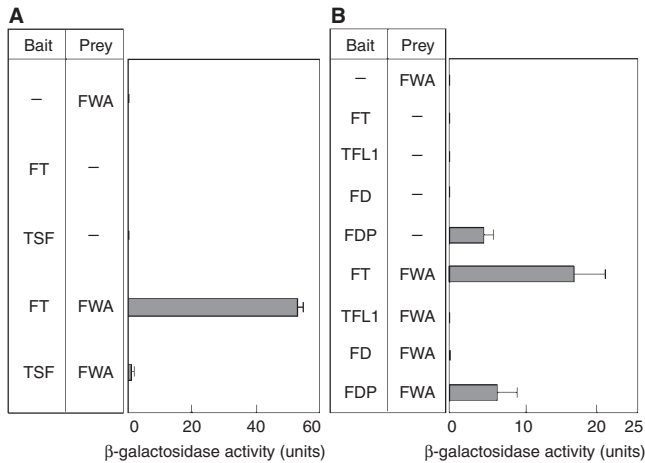 A
Bait Prey
– FWA
FT –
TSF –
FT FWA
TSF FWA
0 20 40 60
β-galactosidase activity (units)
B
Bait Prey
– FWA
FT –
TFL1 –
FD –
FDP –
FT FWA
TFL1 FWA
FD FWA
FDP FWA
0 10 20 25
β-galactosidase activity (units)